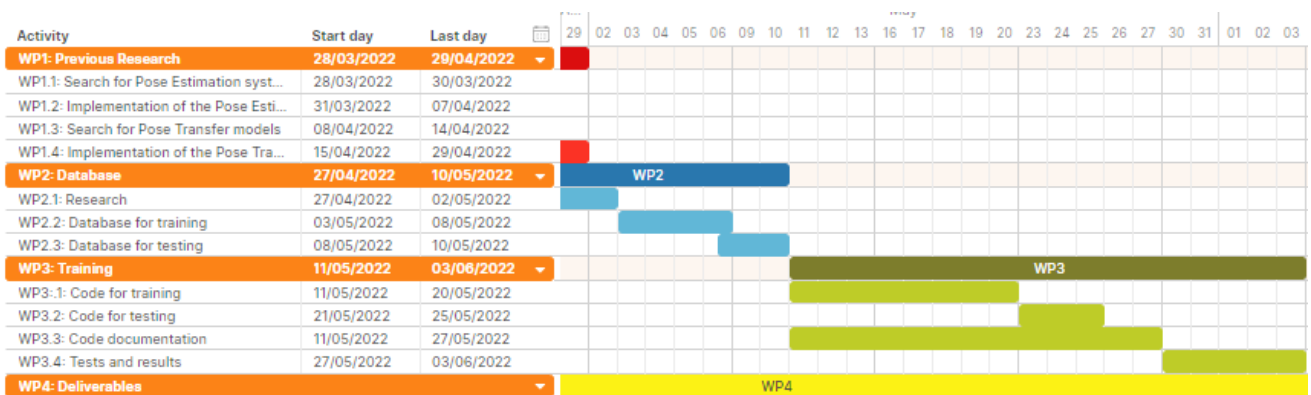 May
Activity Start day Last day 29 02 03 04 05 06 09 10 11 12 13 16 17 18 19 20 23 24 25 26 27 30 31 01 02 03
WP1: Previous Research 28/03/2022 29/04/2022
WP1.1: Search for Pose Estimation syst... 28/03/2022 30/03/2022
WP1.2: Implementation of the Pose Esti... 31/03/2022 07/04/2022
WP1.3: Search for Pose Transfer models 08/04/2022 14/04/2022
WP1.4: Implementation of the Pose Tra... 15/04/2022 29/04/2022
WP2: Database 27/04/2022 10/05/2022 WP2
WP2.1: Research 27/04/2022 02/05/2022
WP2.2: Database for training 03/05/2022 08/05/2022
WP2.3: Database for testing 08/05/2022 10/05/2022
WP3: Training 11/05/2022 03/06/2022 WP3
WP3:.1: Code for training 11/05/2022 20/05/2022
WP3.2: Code for testing 21/05/2022 25/05/2022
WP3.3: Code documentation 11/05/2022 27/05/2022
WP3.4: Tests and results 27/05/2022 03/06/2022
WP4: Deliverables WP4